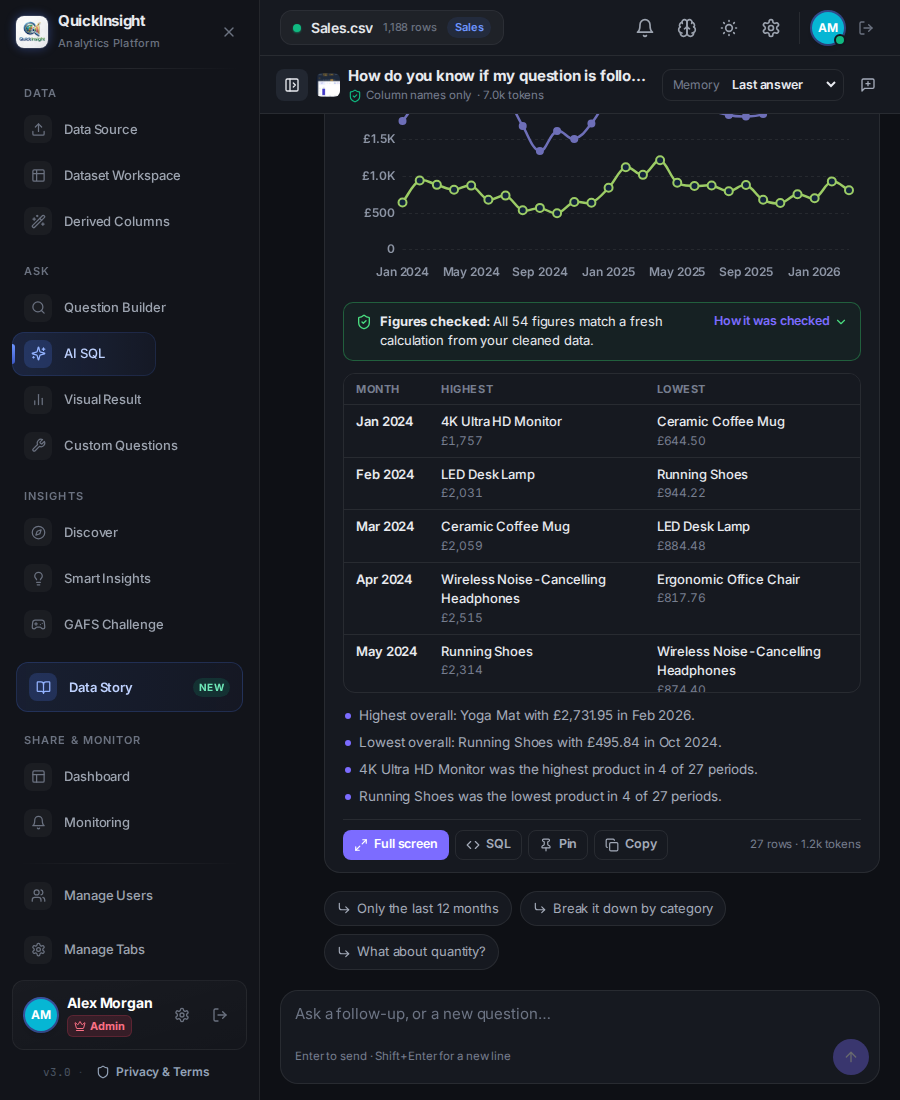 QuickInsight
Analytics Platform
DATA
Data Source
Dataset Workspace
Derived Columns
ASK
Question Builder
AI SQL
Visual Result
Custom Questions
INSIGHTS
Discover
Smart Insights
GAFS Challenge
Data Story NEW
SHARE & MONITOR
Dashboard
Monitoring
Manage Users
Manage Tabs
AM Alex Morgan
Admin
v3.0 · Privacy & Terms
Sales.csv 1,188 rows Sales
AM
How do you know if my question is follo...
Column names only · 7.0k tokens
Memory Last answer
£1.5K
£1.0K
£500
0
Jan 2024 May 2024 Sep 2024 Jan 2025 May 2025 Sep 2025 Jan 2026
Figures checked: All 54 figures match a fresh
calculation from your cleaned data.
How it was checked
MONTH HIGHEST LOWEST
Jan 2024 4K Ultra HD Monitor Ceramic Coffee Mug
£1,757 £644.50
Feb 2024 LED Desk Lamp Running Shoes
£2,031 £944.22
Mar 2024 Ceramic Coffee Mug LED Desk Lamp
£2,059 £884.48
Apr 2024 Wireless Noise-Cancelling Ergonomic Office Chair
Headphones £817.76
£2,515
May 2024 Running Shoes Wireless Noise-Cancelling
£2,314 Headphones
£874.40
Highest overall: Yoga Mat with £2,731.95 in Feb 2026.
Lowest overall: Running Shoes with £495.84 in Oct 2024.
4K Ultra HD Monitor was the highest product in 4 of 27 periods.
Running Shoes was the lowest product in 4 of 27 periods.
Full screen SQL Pin Copy 27 rows · 1.2k tokens
Only the last 12 months Break it down by category
What about quantity?
Ask a follow-up, or a new question...
Enter to send · Shift+Enter for a new line